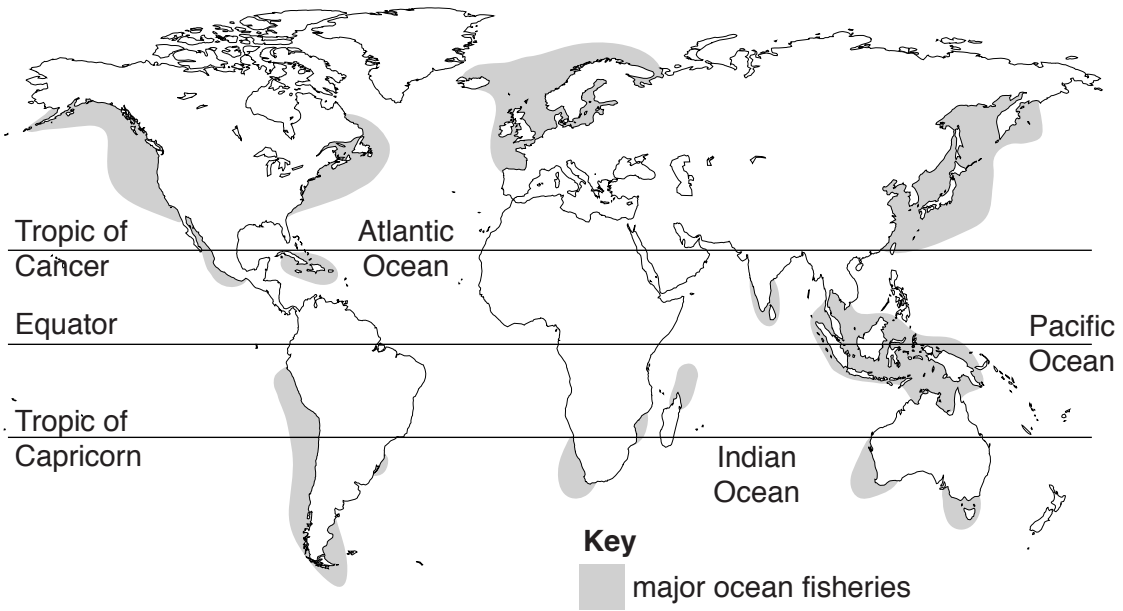 Tropic of
Cancer
Atlantic
Ocean
Equator
Pacific
Ocean
Tropic of
Capricorn
Indian
Ocean
Key
major ocean fisheries